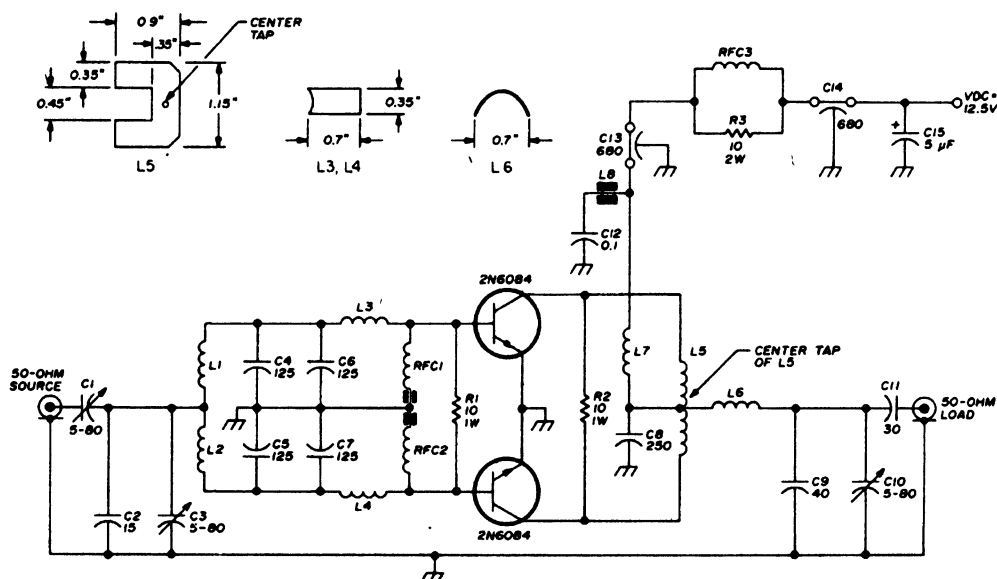 0.9"
.35"
CENTER
TAP
0.35"
0.45"
1.15"
L5
0.35"
0.7"
L3, L4
0.7"
L6
RFC3
R3
10
2W
C14
680
VDC=
12.5V
C15
5 µF
C13
680
L8
C12
0.1
2N6084
L3
L1
C4
125
C6
125
RFC1
50-OHM
SOURCE
C1
5-80
R1
10
1W
R2
10
1W
L7
L5
CENTER TAP
OF L5
L6
C11
30
50-OHM
LOAD
L2
C5
125
C7
125
RFC2
C8
250
L4
C2
15
C3
5-80
C9
40
C10
5-80
2N6084